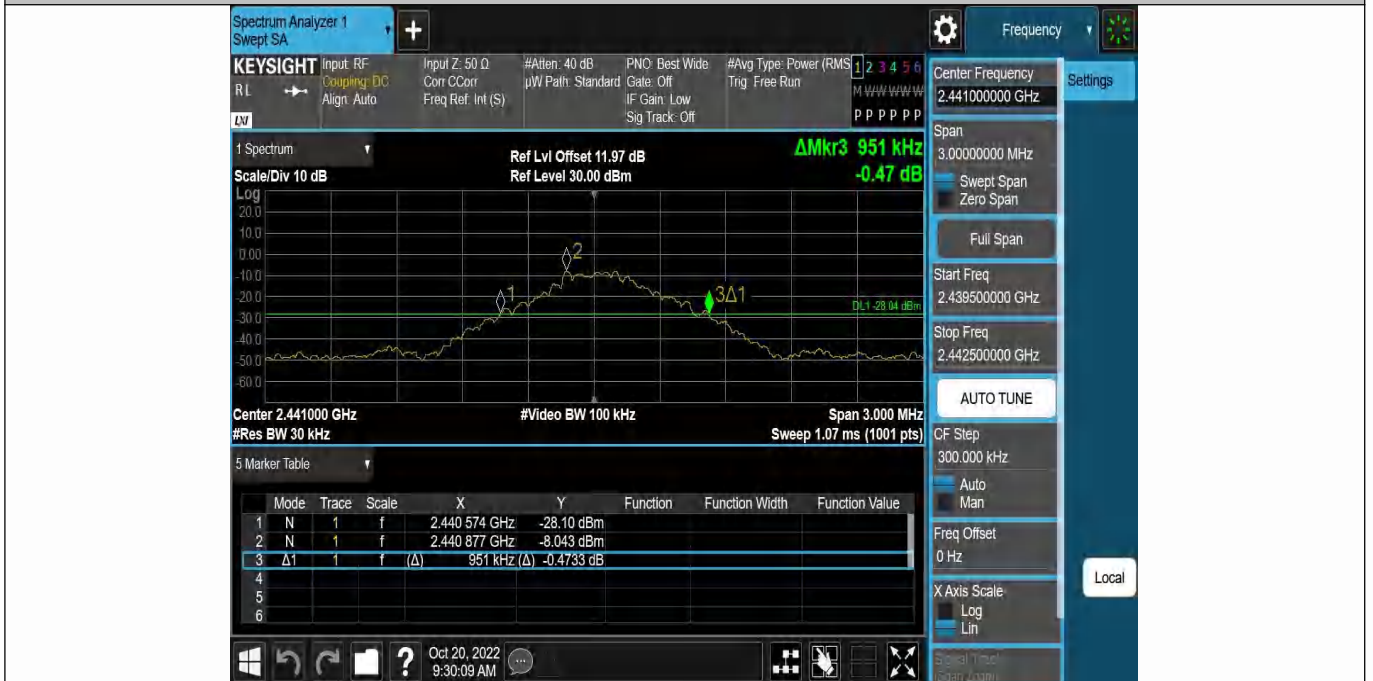 Spectrum Analyzer 1
Swept SA
+
Frequency
KEYSIGHT
RL
LXI
Input: RF
Coupling: DC
Align: Auto
Input Z: 50 Ω
Corr CCorr
Freq Ref: Int (S)
#Atten: 40 dB
µW Path: Standard
PNO: Best Wide
Gate: Off
IF Gain: Low
Sig Track: Off
#Avg Type: Power (RMS
Trig: Free Run
1 2 3 4 5 6
M W W W W W
P P P P P P
Center Frequency
2.441000000 GHz
Settings
1 Spectrum
Scale/Div 10 dB
Ref Lvl Offset 11.97 dB
Ref Level 30.00 dBm
ΔMkr3 951 kHz
-0.47 dB
Span
3.00000000 MHz
Swept Span
Zero Span
Full Span
Start Freq
2.439500000 GHz
Stop Freq
2.442500000 GHz
AUTO TUNE
CF Step
300.000 kHz
Auto
Man
Freq Offset
0 Hz
X Axis Scale
Log
Lin
Local
Log
20.0
10.0
0.00
-10.0
-20.0
-30.0
-40.0
-50.0
-60.0
1
2
3Δ1
DL1 -28.04 dBm
Center 2.441000 GHz
#Res BW 30 kHz
#Video BW 100 kHz
Span 3.000 MHz
Sweep 1.07 ms (1001 pts)
5 Marker Table
Mode Trace Scale X Y Function Function Width Function Value
1 N 1 f 2.440 574 GHz -28.10 dBm
2 N 1 f 2.440 877 GHz -8.043 dBm
3 Δ1 1 f (Δ) 951 kHz (Δ) -0.4733 dB
4
5
6
?
Oct 20, 2022
9:30:09 AM